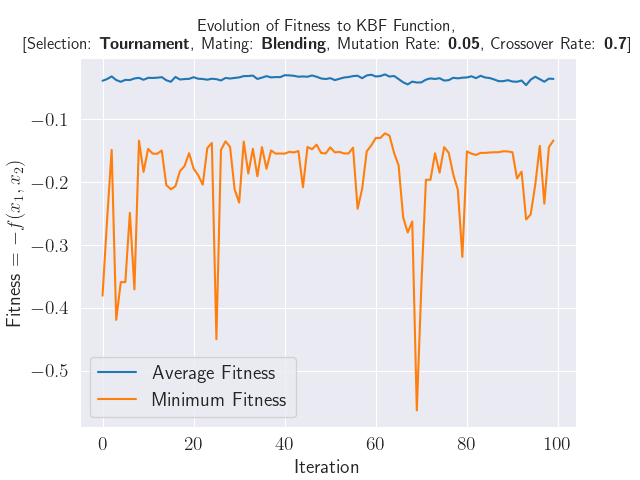 Evolution of Fitness to KBF Function,
[Selection: Tournament, Mating: Blending, Mutation Rate: 0.05, Crossover Rate: 0.7]
Fitness = −f(x₁, x₂)
−0.1
−0.2
−0.3
−0.4
−0.5
Average Fitness
Minimum Fitness
0 20 40 60 80 100
Iteration